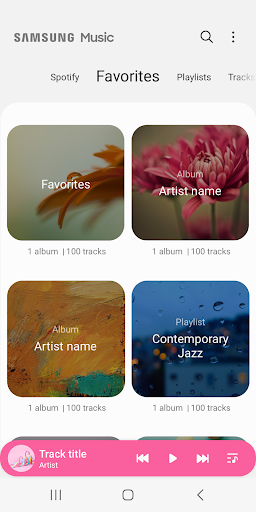 SAMSUNG Music
Spotify Favorites Playlists Tracks
Favorites
1 album | 100 tracks
Album
Artist name
1 album | 100 tracks
Album
Artist name
1 album | 100 tracks
Playlist
Contemporary
Jazz
1 album | 100 tracks
Track title
Artist